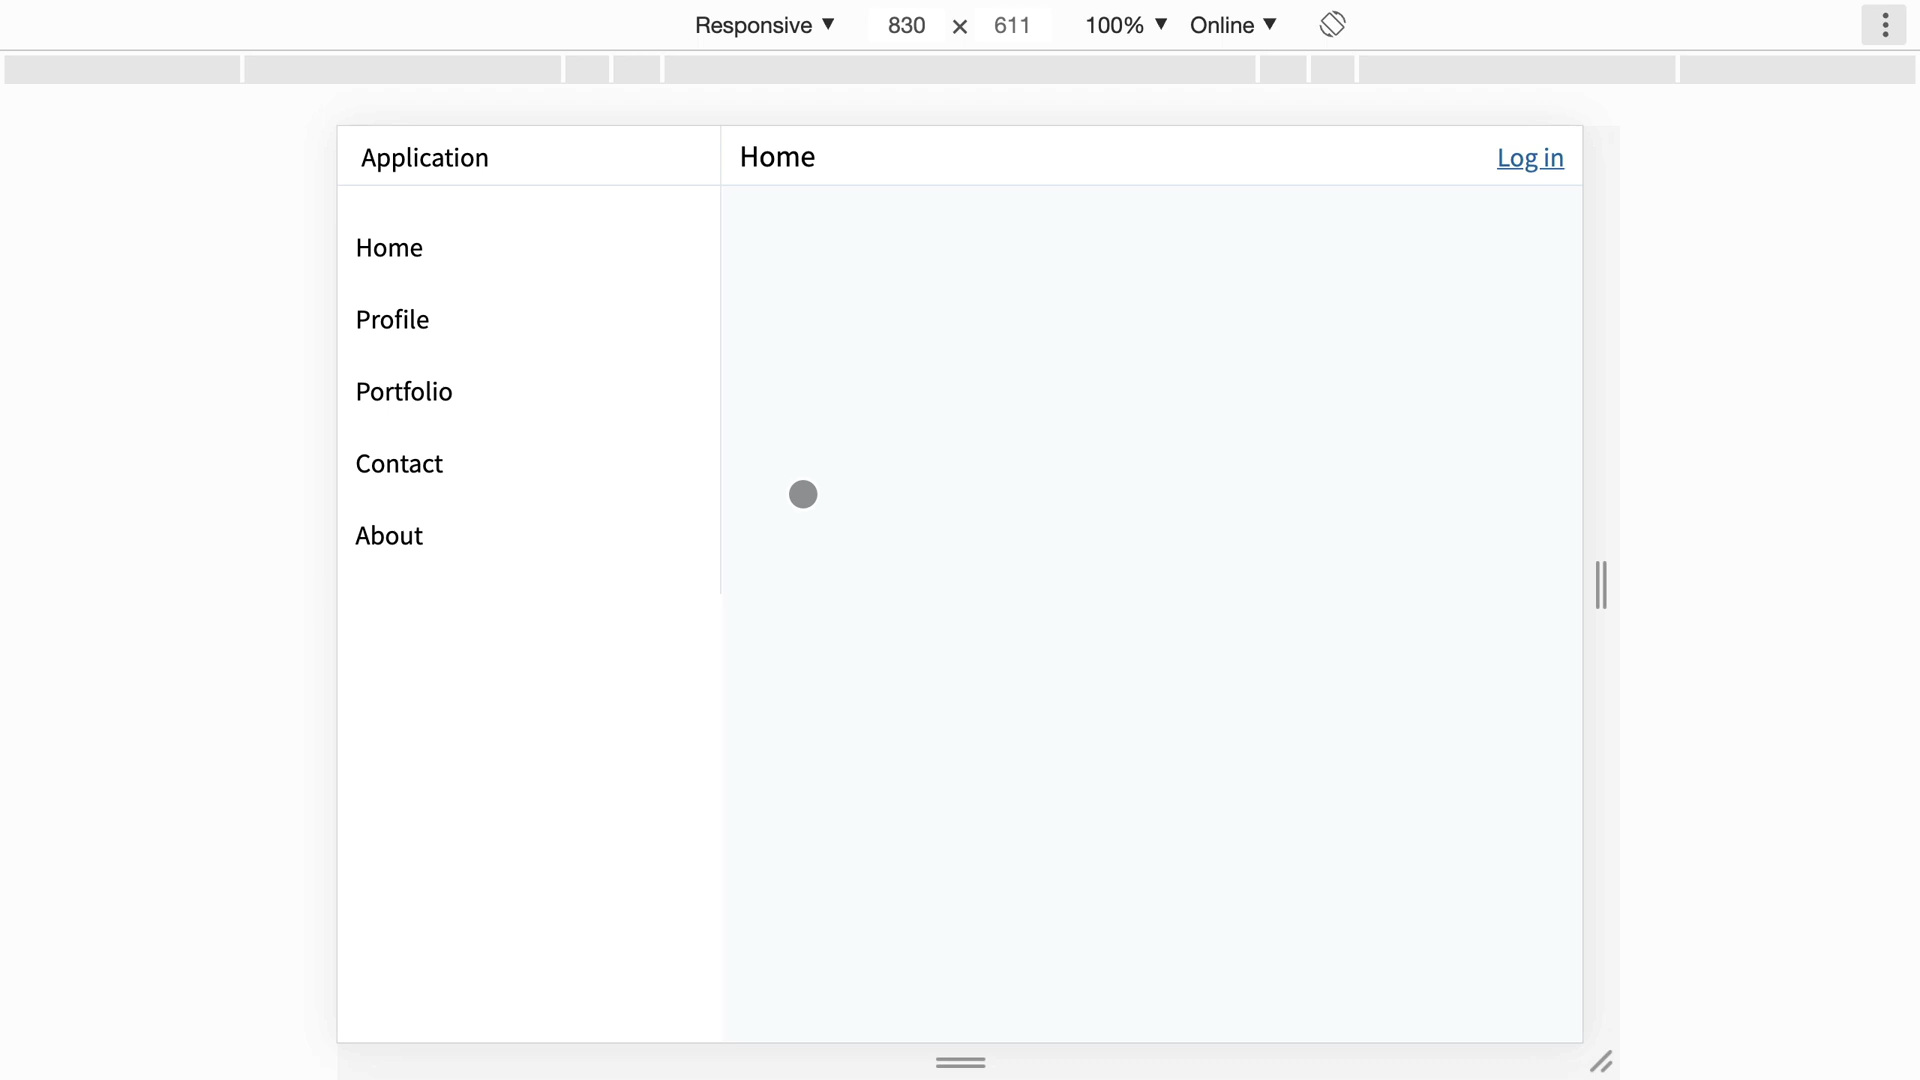 Responsive ▼ 830 × 611 100% ▼ Online ▼
Application
Home
Log in
Home
Profile
Portfolio
Contact
About